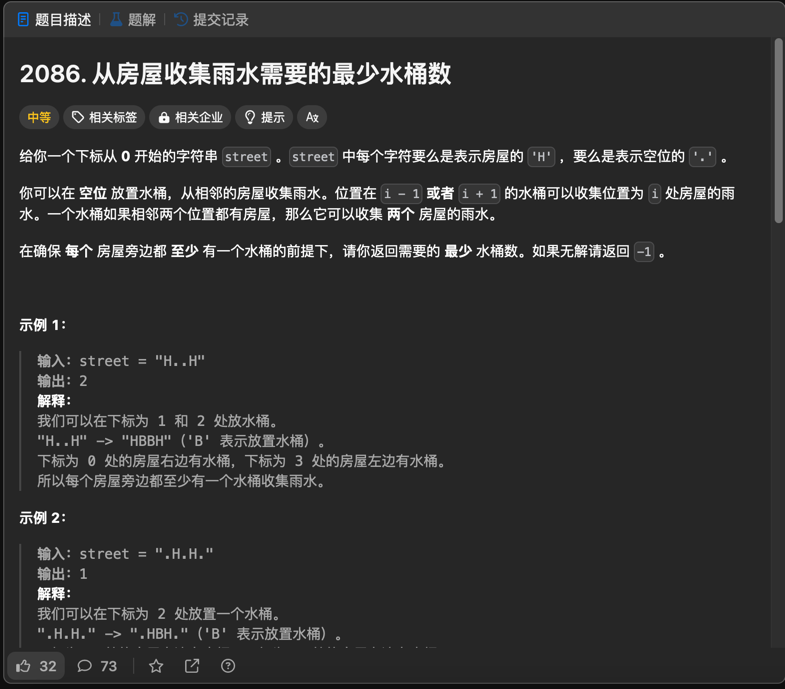 题目描述 题解 提交记录
2086. 从房屋收集雨水需要的最少水桶数
中等 相关标签 相关企业 提示 Ax
给你一个下标从 0 开始的字符串 street 。street 中每个字符要么是表示房屋的 'H' ，要么是表示空位的 '.' 。
你可以在 空位 放置水桶，从相邻的房屋收集雨水。位置在 i - 1 或者 i + 1 的水桶可以收集位置为 i 处房屋的雨
水。一个水桶如果相邻两个位置都有房屋，那么它可以收集 两个 房屋的雨水。
在确保 每个 房屋旁边都 至少 有一个水桶的前提下，请你返回需要的 最少 水桶数。如果无解请返回 -1 。
示例 1：
输入：street = "H..H"
输出：2
解释：
我们可以在下标为 1 和 2 处放水桶。
"H..H" -> "HBBH"（'B' 表示放置水桶）。
下标为 0 处的房屋右边有水桶，下标为 3 处的房屋左边有水桶。
所以每个房屋旁边都至少有一个水桶收集雨水。
示例 2：
输入：street = ".H.H."
输出：1
解释：
我们可以在下标为 2 处放置一个水桶。
".H.H." -> ".HBH."（'B' 表示放置水桶）。
32 73